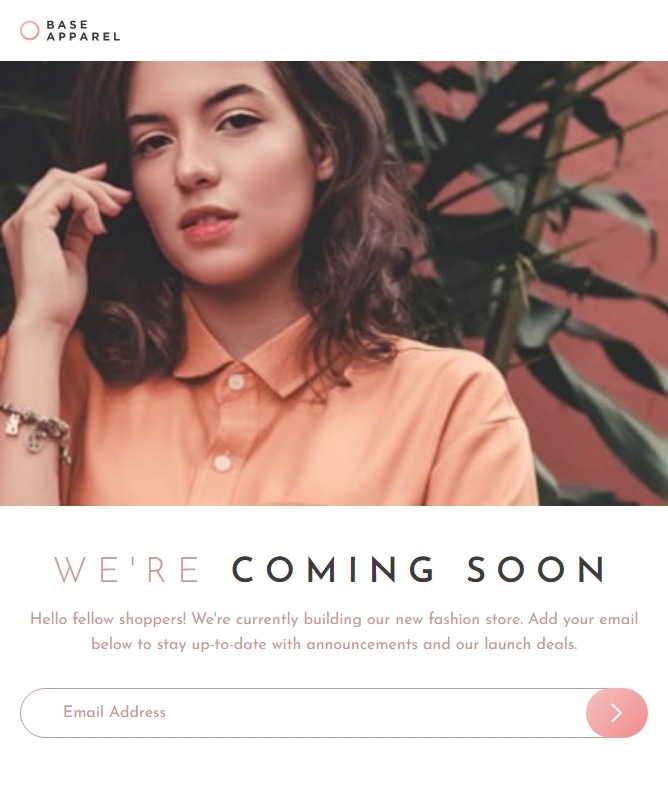 BASE
APPAREL
WE'RE COMING SOON
Hello fellow shoppers! We're currently building our new fashion store. Add your email
below to stay up-to-date with announcements and our launch deals.
Email Address